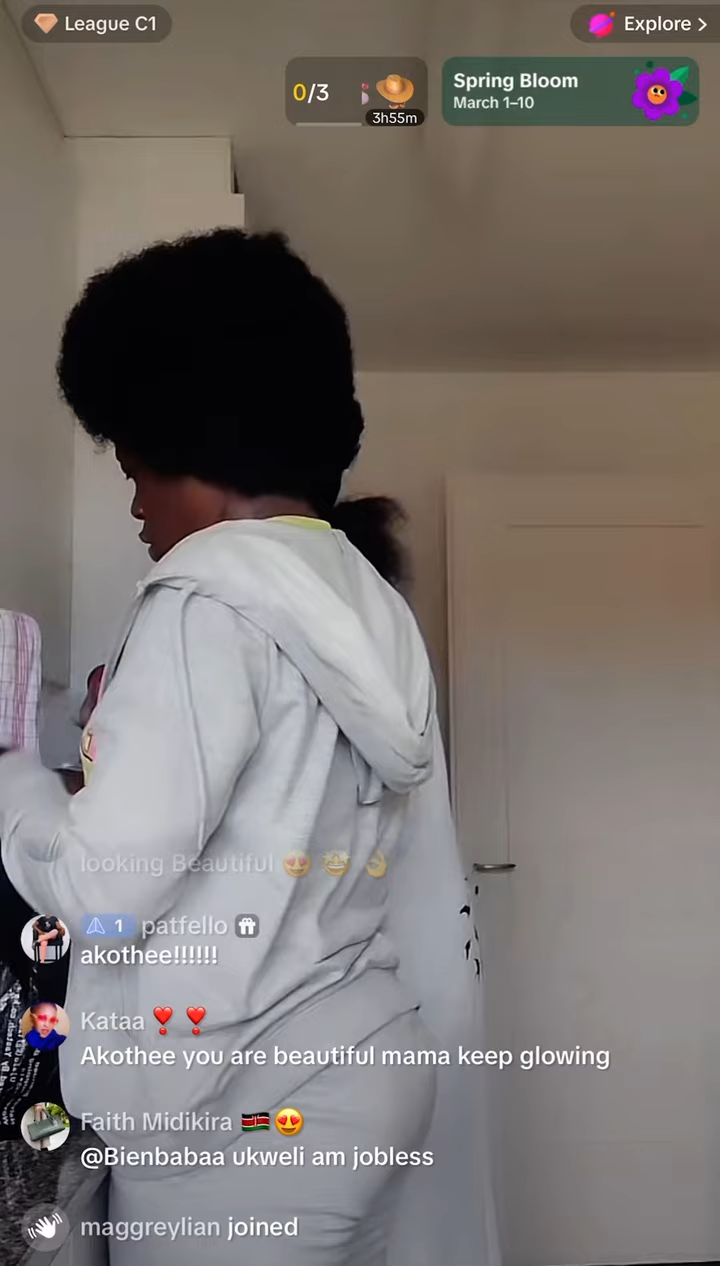 League C1
Explore >
0/3
3h55m
Spring Bloom
March 1–10
looking Beautiful 😍 🤩 👌
1 patfello
akothee!!!!!!
Kataa ❣️ ❣️
Akothee you are beautiful mama keep glowing
Faith Midikira 🇰🇪😍
@Bienbabaa ukweli am jobless
maggreylian joined